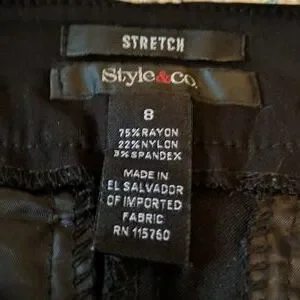 STRETCH
Style&Co.
8
75% RAYON
22% NYLON
3% SPANDEX
MADE IN
EL SALVADOR
OF IMPORTED
FABRIC
RN 115760